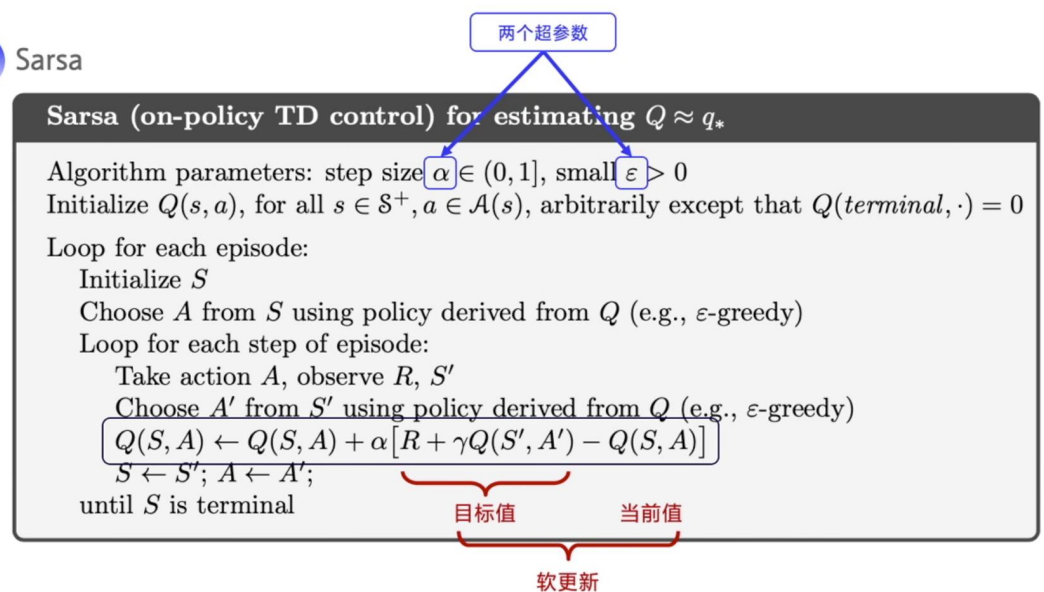 两个超参数
Sarsa
Sarsa (on-policy TD control) for estimating Q ≈ q*
Algorithm parameters: step size α ∈ (0, 1], small ε > 0
Initialize Q(s, a), for all s ∈ S⁺, a ∈ A(s), arbitrarily except that Q(terminal, ·) = 0
Loop for each episode:
Initialize S
Choose A from S using policy derived from Q (e.g., ε-greedy)
Loop for each step of episode:
Take action A, observe R, S′
Choose A′ from S′ using policy derived from Q (e.g., ε-greedy)
Q(S, A) ← Q(S, A) + α[R + γQ(S′, A′) − Q(S, A)]
S ← S′; A ← A′;
until S is terminal
目标值 当前值
软更新